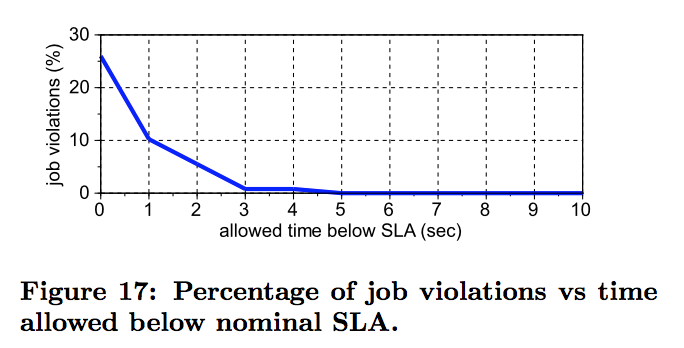 30
20
10
0
job violations (%)
0 1 2 3 4 5 6 7 8 9 10
allowed time below SLA (sec)
Figure 17: Percentage of job violations vs time
allowed below nominal SLA.